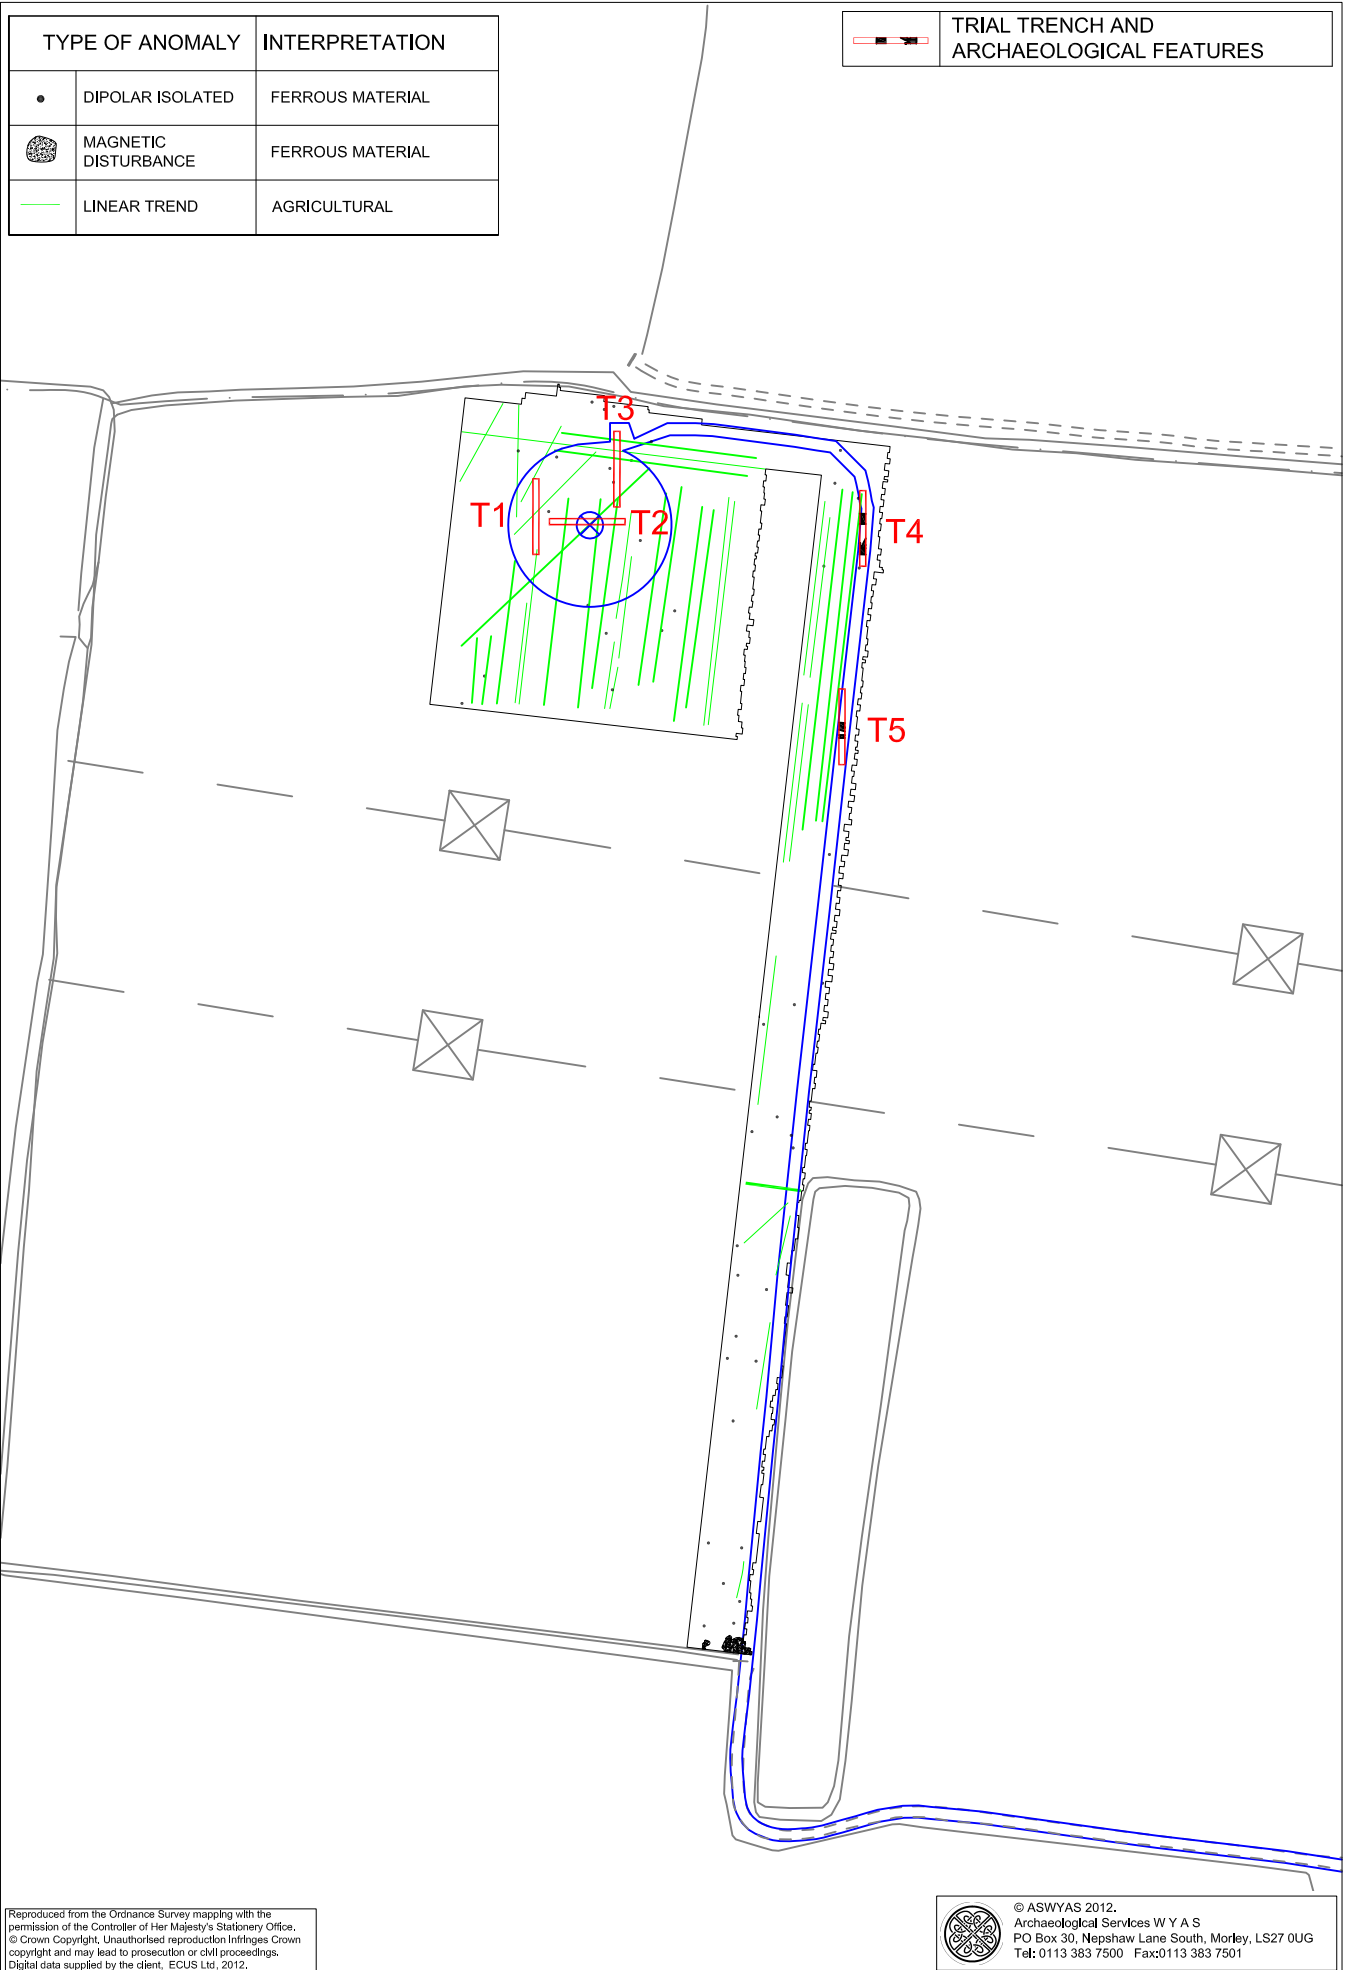 TYPE OF ANOMALY INTERPRETATION
DIPOLAR ISOLATED FERROUS MATERIAL
MAGNETIC
DISTURBANCE
FERROUS MATERIAL
LINEAR TREND AGRICULTURAL
TRIAL TRENCH AND
ARCHAEOLOGICAL FEATURES
T3
T1
T2
T4
T5
Reproduced from the Ordnance Survey mapping with the
permission of the Controller of Her Majesty's Stationery Office.
© Crown Copyright. Unauthorised reproduction infringes Crown
copyright and may lead to prosecution or civil proceedings.
Digital data supplied by the client, ECUS Ltd, 2012.
© ASWYAS 2012.
Archaeological Services W Y A S
PO Box 30, Nepshaw Lane South, Morley, LS27 0UG
Tel: 0113 383 7500 Fax:0113 383 7501